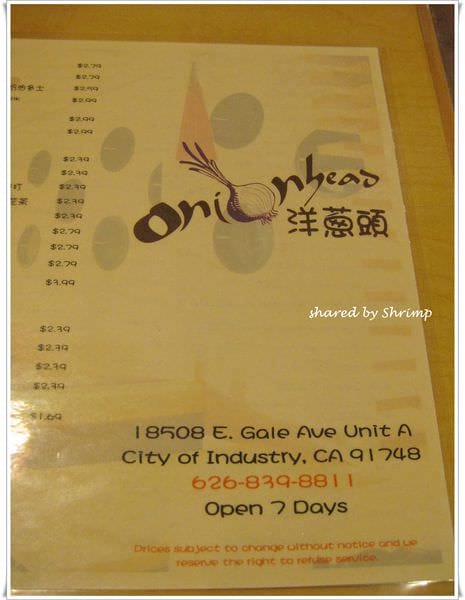 $2.79
$2.79
$2.99
$2.99
$2.99
$2.99
Onionhead
洋蔥頭
$2.39
$2.39
$2.39
$2.39
$2.39
$2.79
$2.79
$2.79
$3.99
shared by Shrimp
$2.39
$2.39
$2.39
$2.39
$1.69
18508 E. Gale Ave Unit A
City of Industry, CA 91748
626-839-8811
Open 7 Days
Prices subject to change without notice and we
reserve the right to refuse service.